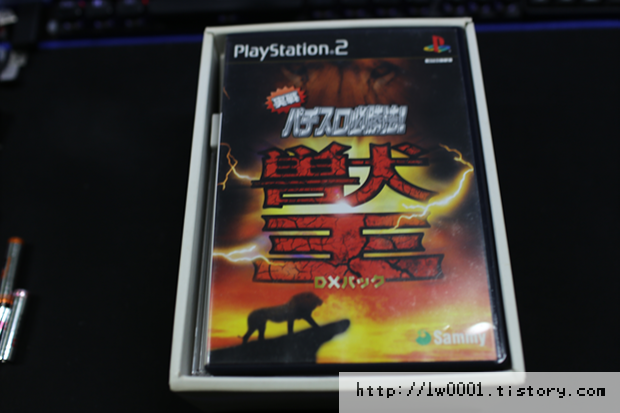 PlayStation®2
実戦
パチスロ必勝法!
獣
王
DXパック
Sammy
http://lw0001.tistory.com